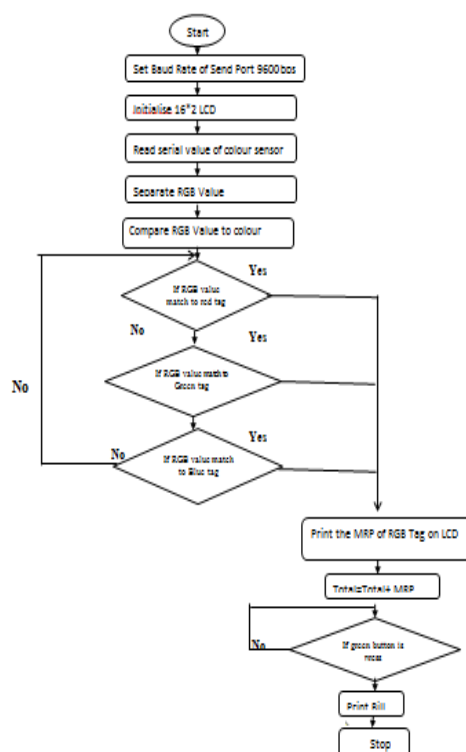 Start
Set Baud Rate of Send Port 9600bps
Initialise 16*2 LCD
Read serial value of colour sensor
Separate RGB Value
Compare RGB Value to colour
Yes
If RGB value
match to red tag
No
Yes
No
If RGB value match to
Green tag
No
Yes
If RGB value match
to Blue tag
No
Print the MRP of RGB Tag on LCD
Total=Total+ MRP
If green button is
press
No
Print Bill
Stop